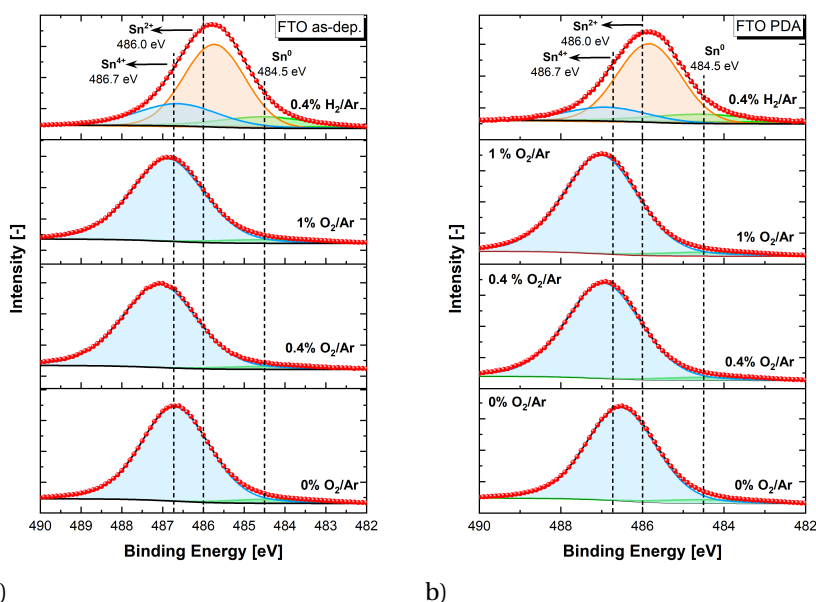 FTO as-dep.
Sn2+
486.0 eV
Sn4+
486.7 eV
Sn0
484.5 eV
0.4% H2/Ar
1% O2/Ar
0.4% O2/Ar
0% O2/Ar
Intensity [-]
490 489 488 487 486 485 484 483 482
Binding Energy [eV]
)
FTO PDA
Sn2+
486.0 eV
Sn4+
486.7 eV
Sn0
484.5 eV
0.4% H2/Ar
1 % O2/Ar
1% O2/Ar
0.4 % O2/Ar
0.4% O2/Ar
0% O2/Ar
0% O2/Ar
Intensity [-]
490 488 486 484 482
Binding Energy [eV]
b)